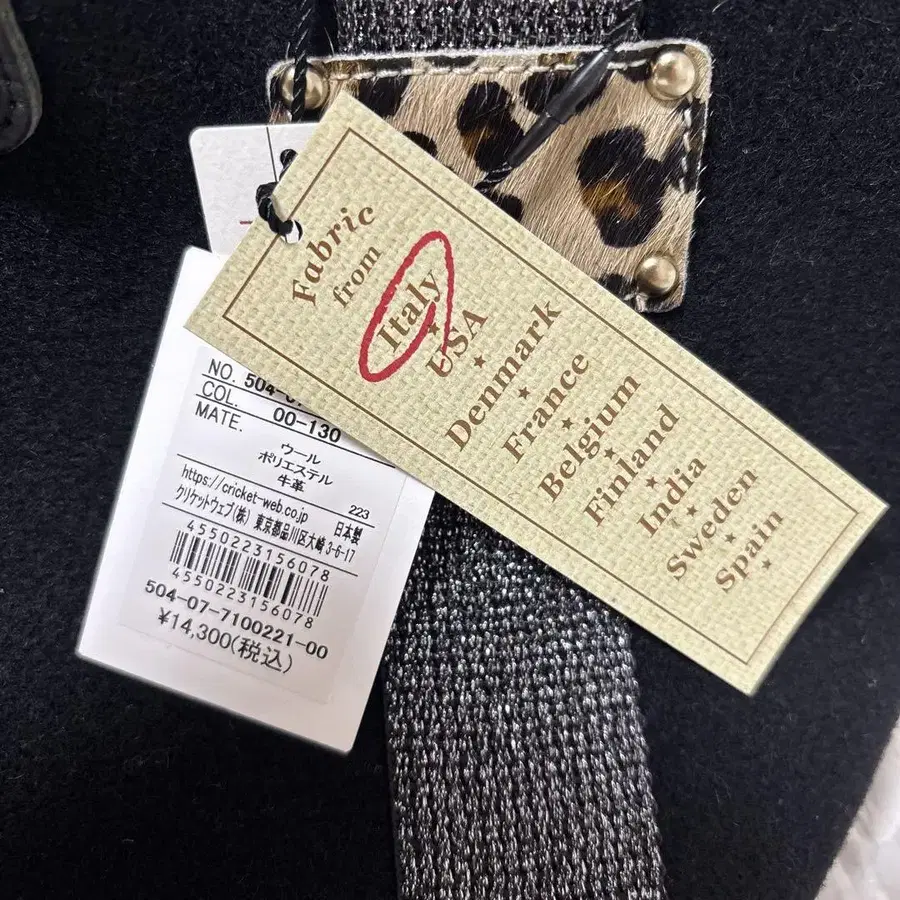 Fabric
from
Italy
USA
Denmark
France
Belgium
Finland
India
Sweden
Spain
NO. 504-07
COL. 00-130
MATE.
ウール
ポリエステル
牛革
223
https://cricket-web.co.jp 日本製
クリケットウェブ(株) 東京都品川区大崎 3-6-17
4550223156078
4550223156078
504-07-7100221-00
¥14,300(税込)